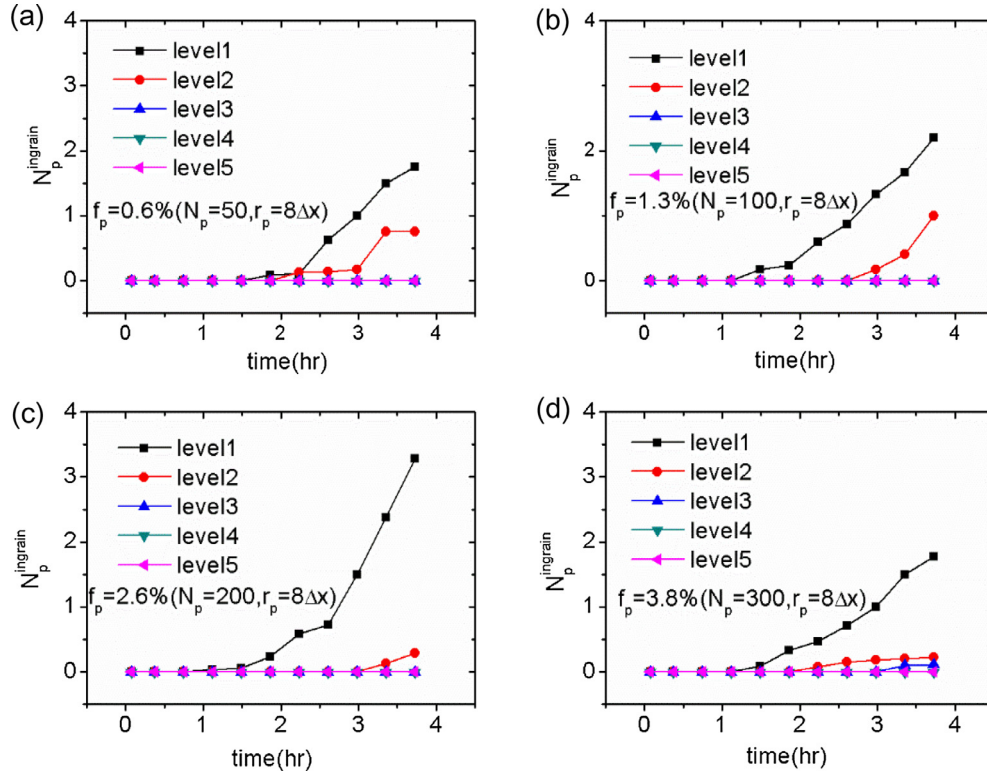 (a)
4
3
2
1
0
N_p^ingrain
level1
level2
level3
level4
level5
f_p=0.6%(N_p=50,r_p=8Δx)
0 1 2 3 4
time(hr)
(b)
4
2
0
N_p^ingrain
level1
level2
level3
level4
level5
f_p=1.3%(N_p=100,r_p=8Δx)
0 1 2 3 4
time(hr)
(c)
4
3
2
1
0
N_p^ingrain
level1
level2
level3
level4
level5
f_p=2.6%(N_p=200,r_p=8Δx)
0 1 2 3 4
time(hr)
(d)
4
3
2
1
0
N_p^ingrain
level1
level2
level3
level4
level5
f_p=3.8%(N_p=300,r_p=8Δx)
0 1 2 3 4
time(hr)